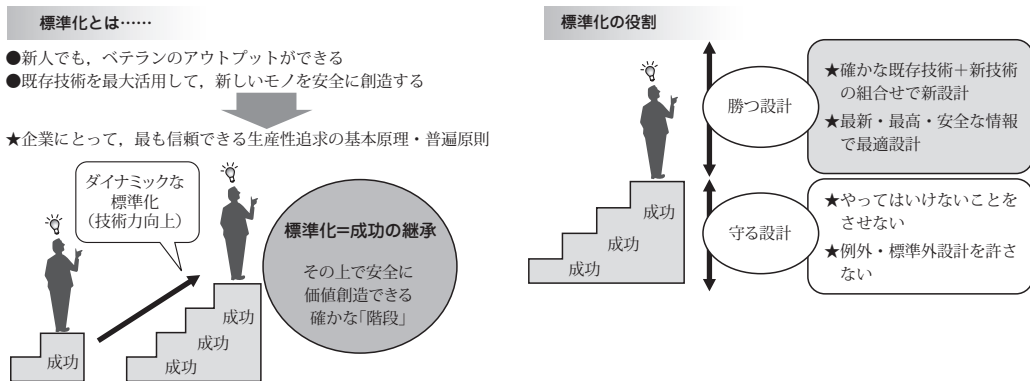 標準化とは……
●新人でも，ベテランのアウトプットができる
●既存技術を最大活用して，新しいモノを安全に創造する
★企業にとって，最も信頼できる生産性追求の基本原理・普遍原則
ダイナミックな
標準化
（技術力向上）
成功
成功
成功
成功
標準化=成功の継承
その上で安全に
価値創造できる
確かな「階段」
標準化の役割
勝つ設計
★確かな既存技術＋新技術
の組合せで新設計
★最新・最高・安全な情報
で最適設計
成功
成功
成功
守る設計
★やってはいけないことを
させない
★例外・標準外設計を許さ
ない